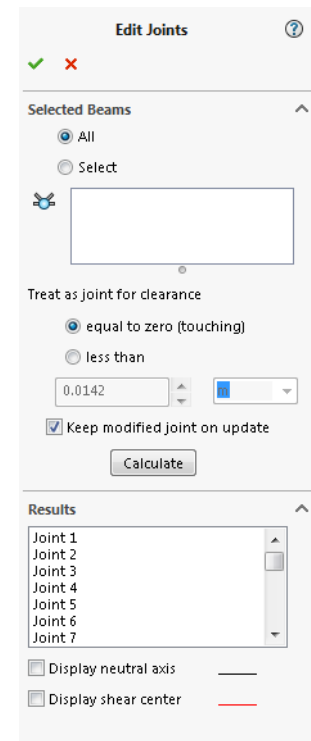 Edit Joints
Selected Beams
All
Select
Treat as joint for clearance
equal to zero (touching)
less than
0.0142 m
Keep modified joint on update
Calculate
Results
Joint 1
Joint 2
Joint 3
Joint 4
Joint 5
Joint 6
Joint 7
Display neutral axis
Display shear center